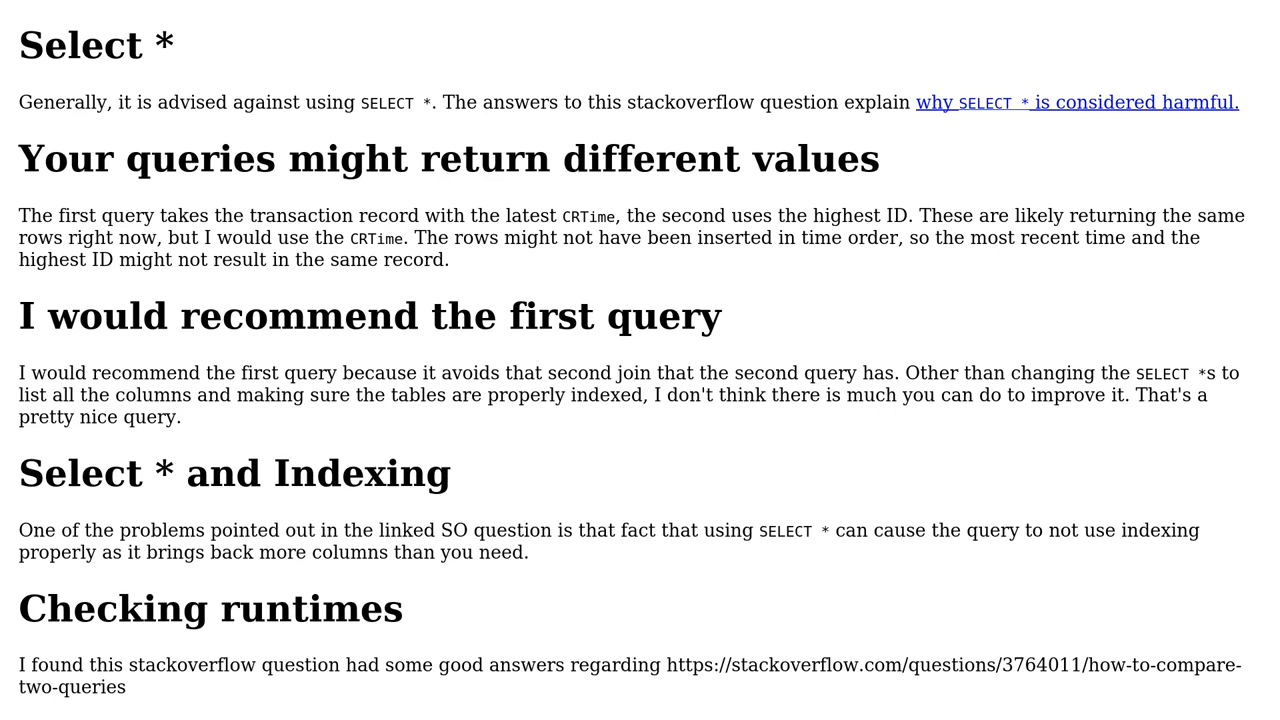 Select *
Generally, it is advised against using SELECT *. The answers to this stackoverflow question explain why SELECT * is considered harmful.
Your queries might return different values
The first query takes the transaction record with the latest CRTime, the second uses the highest ID. These are likely returning the same
rows right now, but I would use the CRTime. The rows might not have been inserted in time order, so the most recent time and the
highest ID might not result in the same record.
I would recommend the first query
I would recommend the first query because it avoids that second join that the second query has. Other than changing the SELECT *s to
list all the columns and making sure the tables are properly indexed, I don't think there is much you can do to improve it. That's a
pretty nice query.
Select * and Indexing
One of the problems pointed out in the linked SO question is that fact that using SELECT * can cause the query to not use indexing
properly as it brings back more columns than you need.
Checking runtimes
I found this stackoverflow question had some good answers regarding https://stackoverflow.com/questions/3764011/how-to-compare-
two-queries